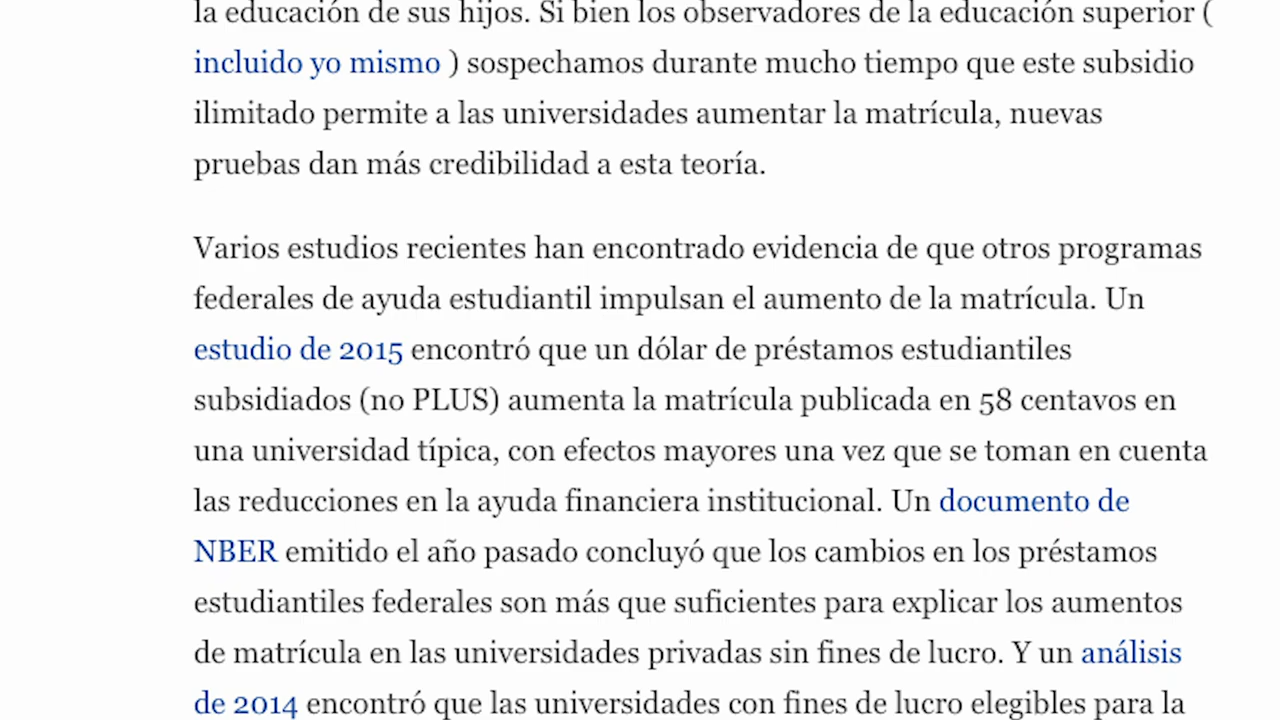 la educación de sus hijos. Si bien los observadores de la educación superior (
incluido yo mismo ) sospechamos durante mucho tiempo que este subsidio
ilimitado permite a las universidades aumentar la matrícula, nuevas
pruebas dan más credibilidad a esta teoría.
Varios estudios recientes han encontrado evidencia de que otros programas
federales de ayuda estudiantil impulsan el aumento de la matrícula. Un
estudio de 2015 encontró que un dólar de préstamos estudiantiles
subsidiados (no PLUS) aumenta la matrícula publicada en 58 centavos en
una universidad típica, con efectos mayores una vez que se toman en cuenta
las reducciones en la ayuda financiera institucional. Un documento de
NBER emitido el año pasado concluyó que los cambios en los préstamos
estudiantiles federales son más que suficientes para explicar los aumentos
de matrícula en las universidades privadas sin fines de lucro. Y un análisis
de 2014 encontró que las universidades con fines de lucro elegibles para la